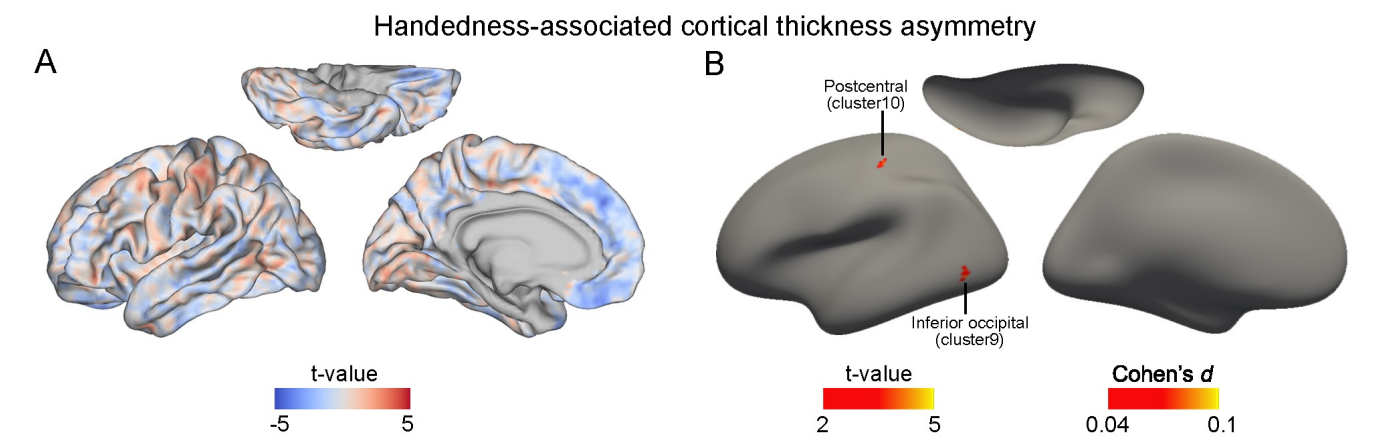 Handedness-associated cortical thickness asymmetry
A
B
Postcentral
(cluster10)
Inferior occipital
(cluster9)
t-value
-5 5
t-value
2 5
Cohen's d
0.04 0.1